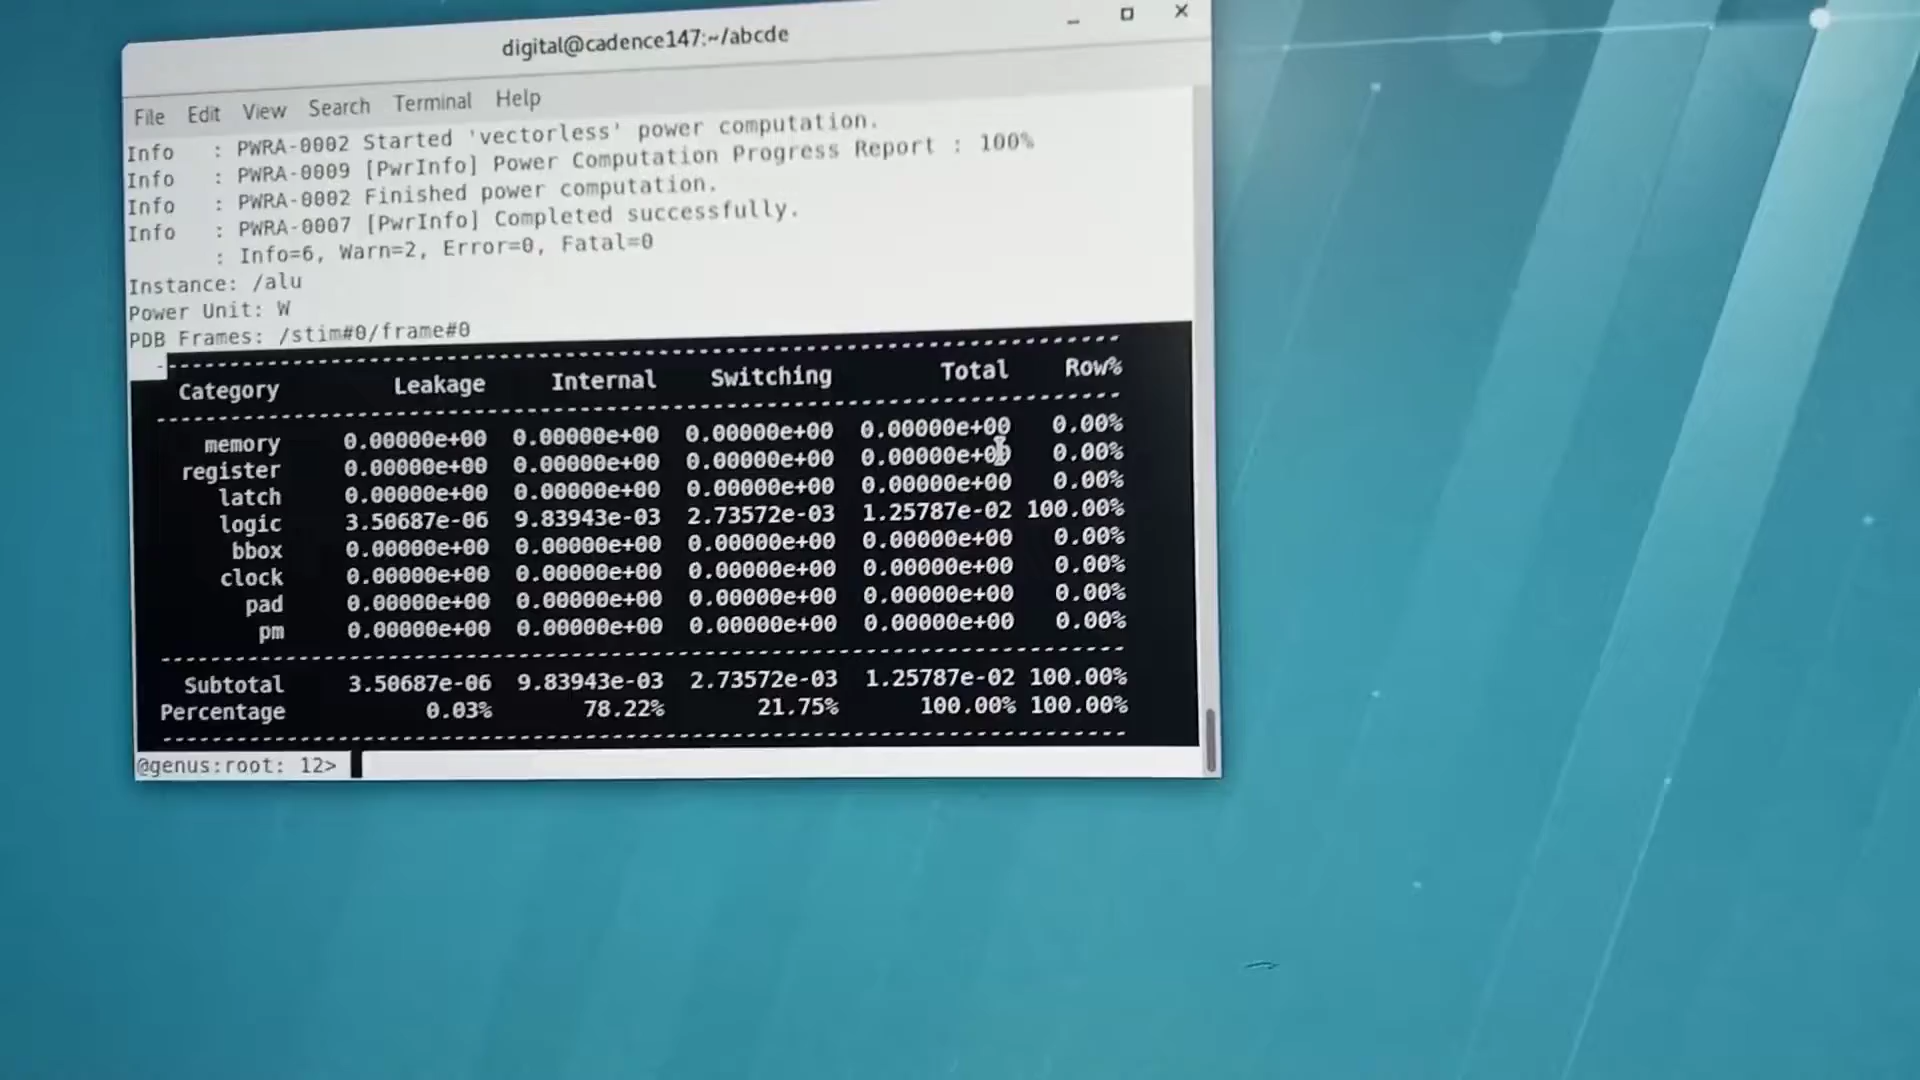 digital@cadence147:~/abcde
File Edit View Search Terminal Help
Info : PWRA-0002 Started 'vectorless' power computation.
Info : PWRA-0009 [PwrInfo] Power Computation Progress Report : 100%
Info : PWRA-0002 Finished power computation.
Info : PWRA-0007 [PwrInfo] Completed successfully.
: Info=6, Warn=2, Error=0, Fatal=0
Instance: /alu
Power Unit: W
PDB Frames: /stim#0/frame#0
Category Leakage Internal Switching Total Row%
memory 0.00000e+00 0.00000e+00 0.00000e+00 0.00000e+00 0.00%
register 0.00000e+00 0.00000e+00 0.00000e+00 0.00000e+00 0.00%
latch 0.00000e+00 0.00000e+00 0.00000e+00 0.00000e+00 0.00%
logic 3.50687e-06 9.83943e-03 2.73572e-03 1.25787e-02 100.00%
bbox 0.00000e+00 0.00000e+00 0.00000e+00 0.00000e+00 0.00%
clock 0.00000e+00 0.00000e+00 0.00000e+00 0.00000e+00 0.00%
pad 0.00000e+00 0.00000e+00 0.00000e+00 0.00000e+00 0.00%
pm 0.00000e+00 0.00000e+00 0.00000e+00 0.00000e+00 0.00%
Subtotal 3.50687e-06 9.83943e-03 2.73572e-03 1.25787e-02 100.00%
Percentage 0.03% 78.22% 21.75% 100.00% 100.00%
@genus:root: 12>